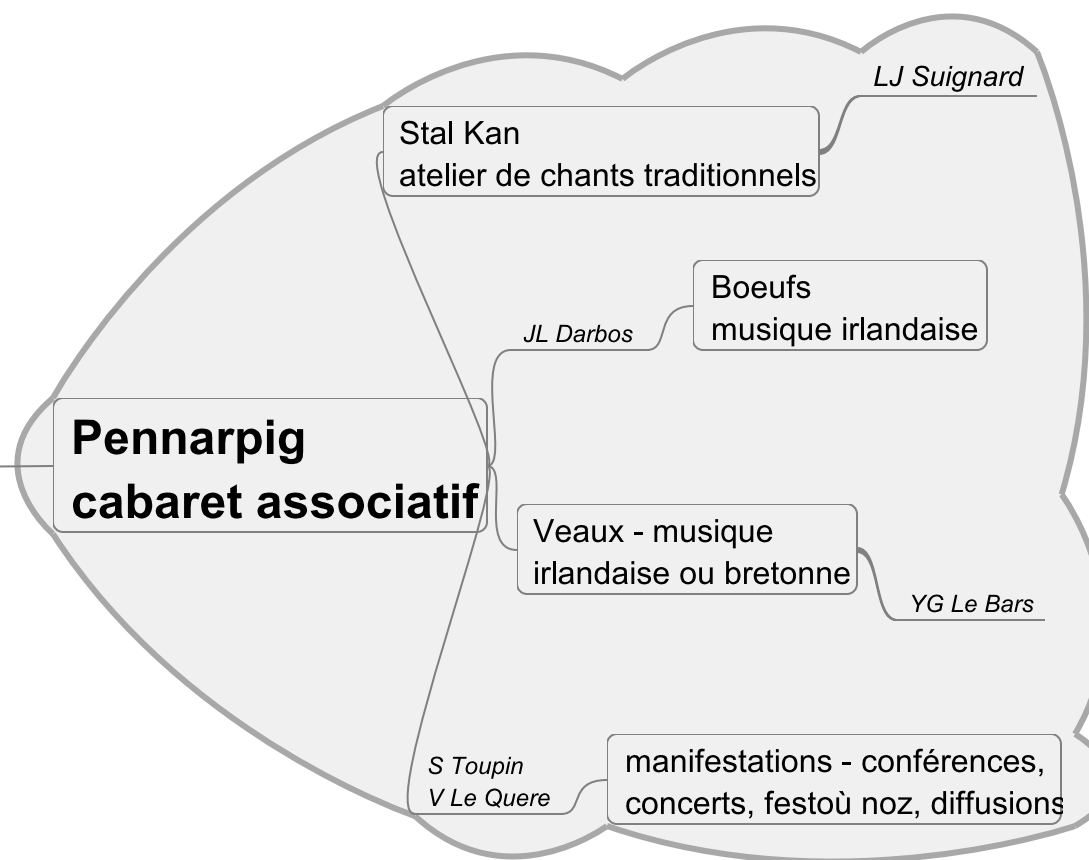 LJ Suignard
Stal Kan
atelier de chants traditionnels
Boeufs
musique irlandaise
JL Darbos
Pennarpig
cabaret associatif
Veaux - musique
irlandaise ou bretonne
YG Le Bars
S Toupin
V Le Quere
manifestations - conférences,
concerts, festoù noz, diffusions